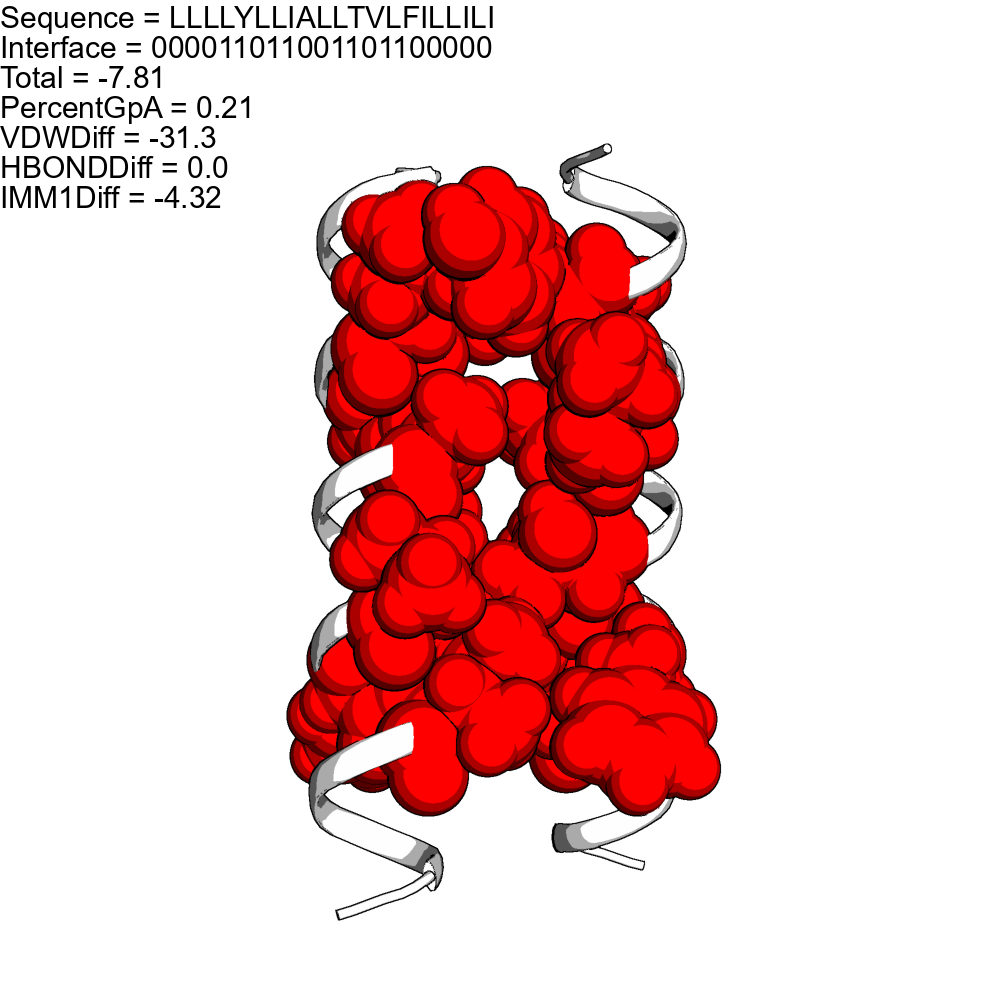 Sequence = LLLLYLLIALLTVLFILLILI
Interface = 000011011001101100000
Total = -7.81
PercentGpA = 0.21
VDWDiff = -31.3
HBONDDiff = 0.0
IMM1Diff = -4.32